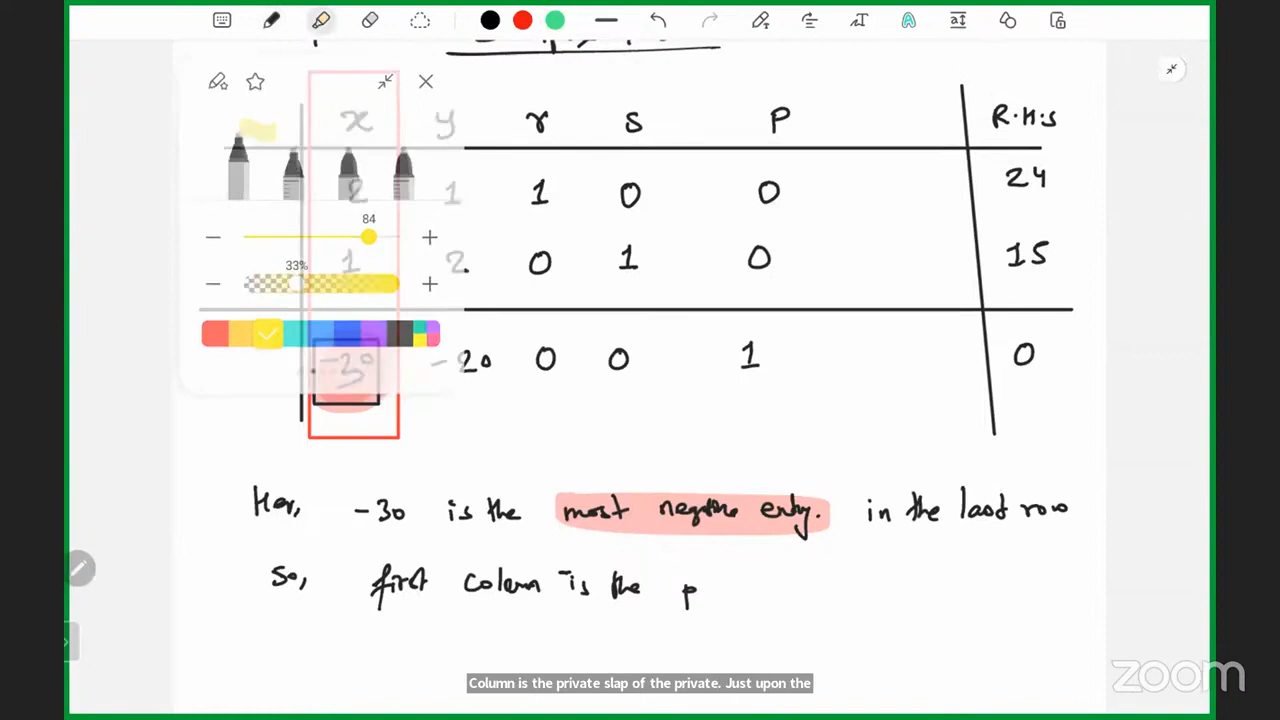 x y r s P R.H.S
2 1 1 0 0 24
84
1 2 0 1 0 15
33%
-30 -20 0 0 1 0
Her, -30 is the most negative entry. in the last row
So, first column is the p
Column is the private slap of the private. Just upon the
zoom